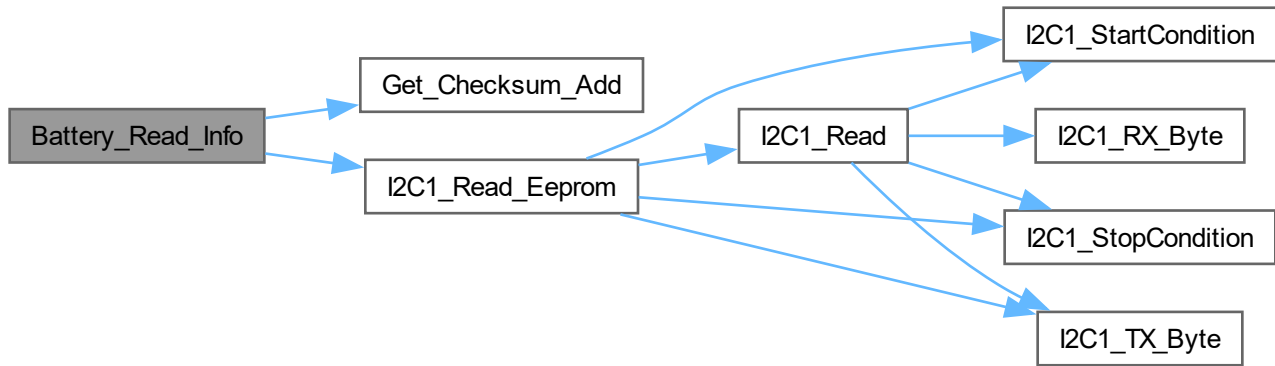 Battery_Read_Info
Get_Checksum_Add
I2C1_Read_Eeprom
I2C1_Read
I2C1_StartCondition
I2C1_RX_Byte
I2C1_StopCondition
I2C1_TX_Byte